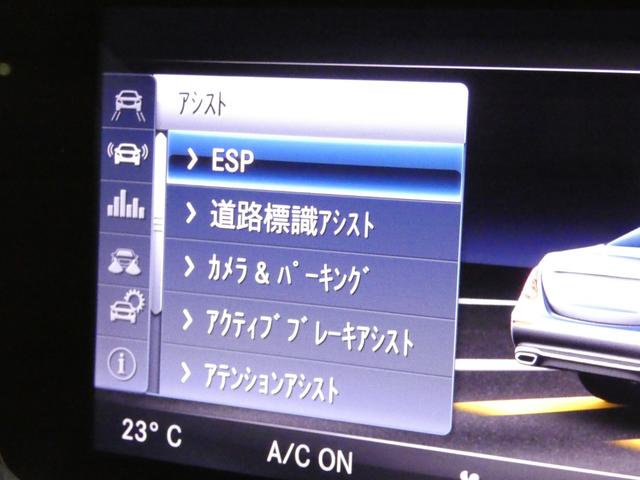 アシスト
ESP
道路標識アシスト
カメラ & パーキング
アクティブブレーキアシスト
アテンションアシスト
23° C
A/C ON